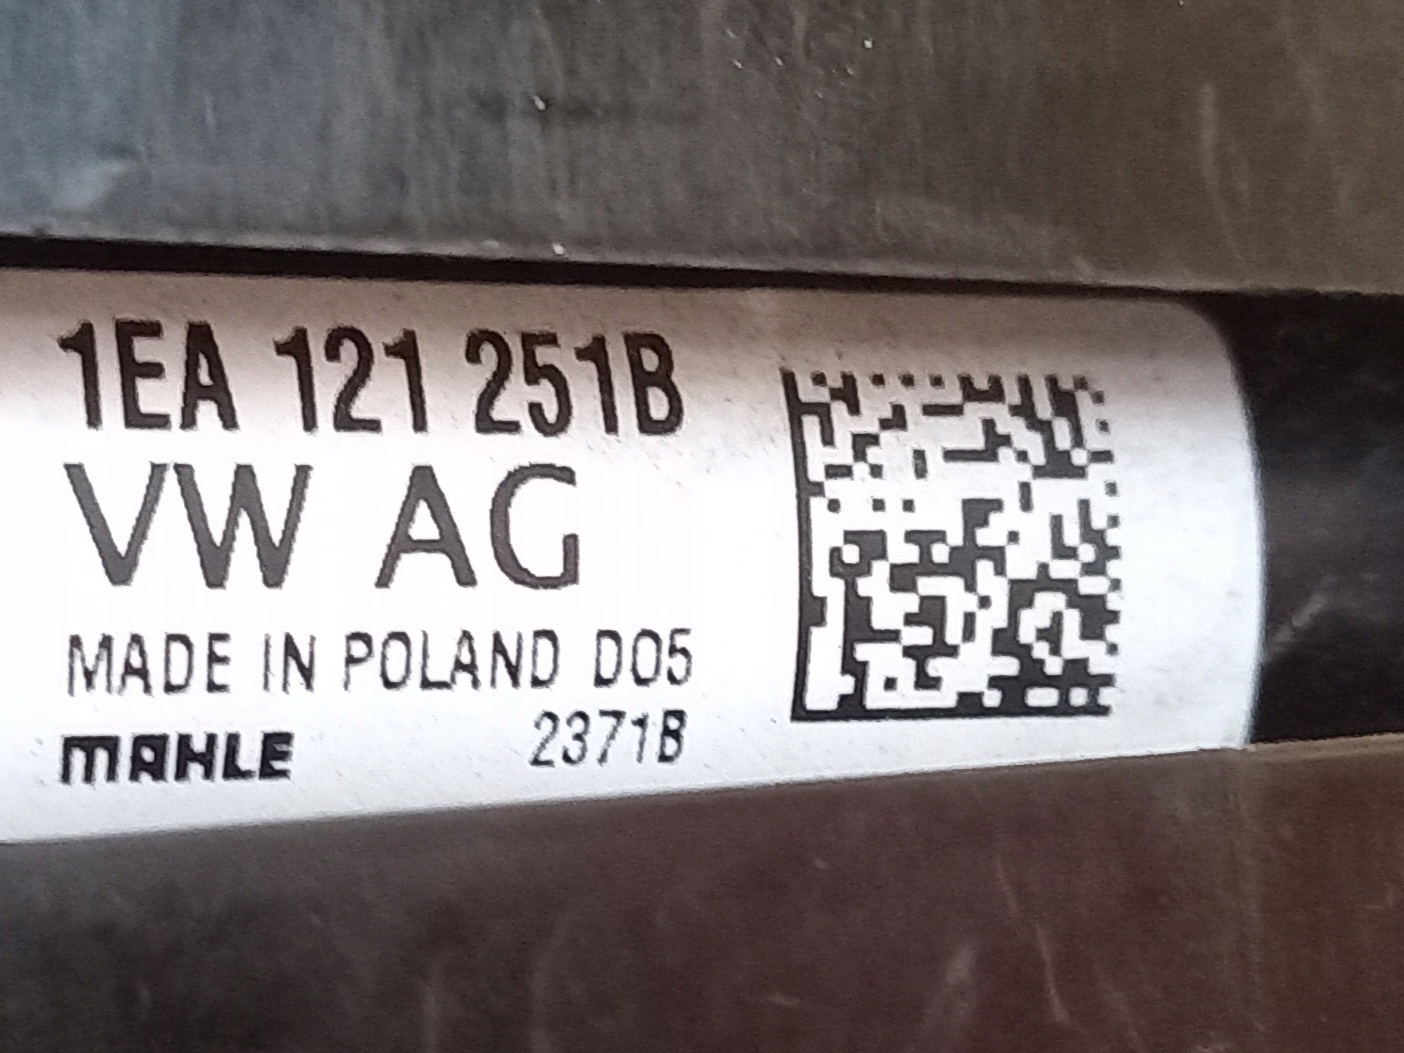 1EA 121 251B
VW AG
MADE IN POLAND D05
MAHLE 2371B